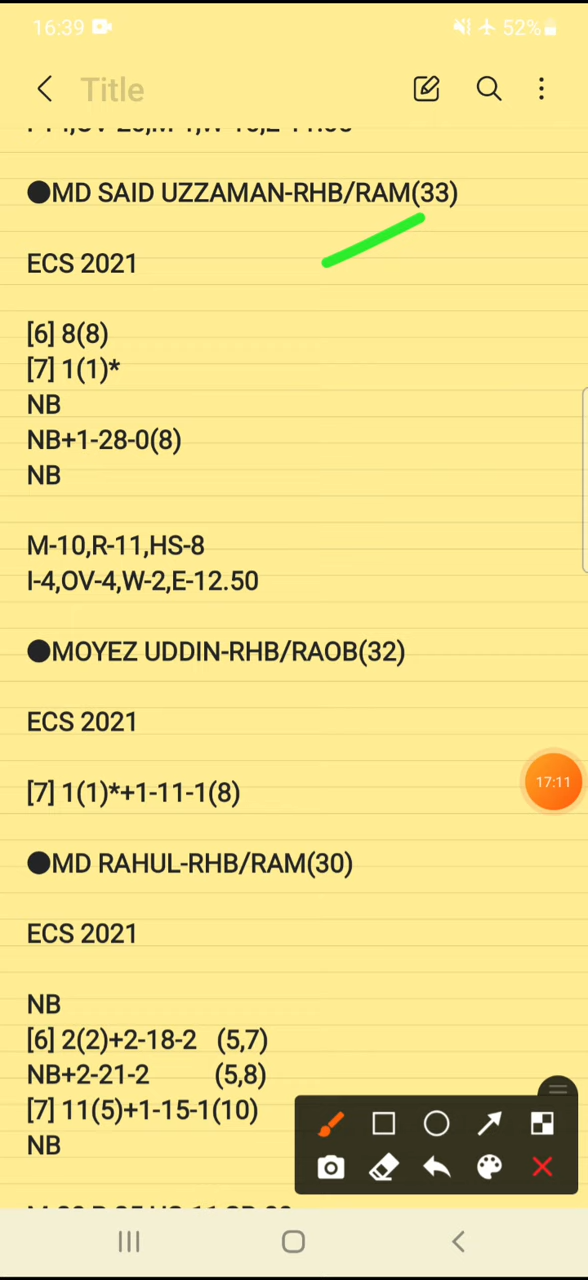 16:39 52%
Title
●MD SAID UZZAMAN-RHB/RAM(33)
ECS 2021
[6] 8(8)
[7] 1(1)*
NB
NB+1-28-0(8)
NB
M-10,R-11,HS-8
I-4,OV-4,W-2,E-12.50
●MOYEZ UDDIN-RHB/RAOB(32)
ECS 2021
[7] 1(1)*+1-11-1(8)
17:11
●MD RAHUL-RHB/RAM(30)
ECS 2021
NB
[6] 2(2)+2-18-2 (5,7)
NB+2-21-2 (5,8)
[7] 11(5)+1-15-1(10)
NB